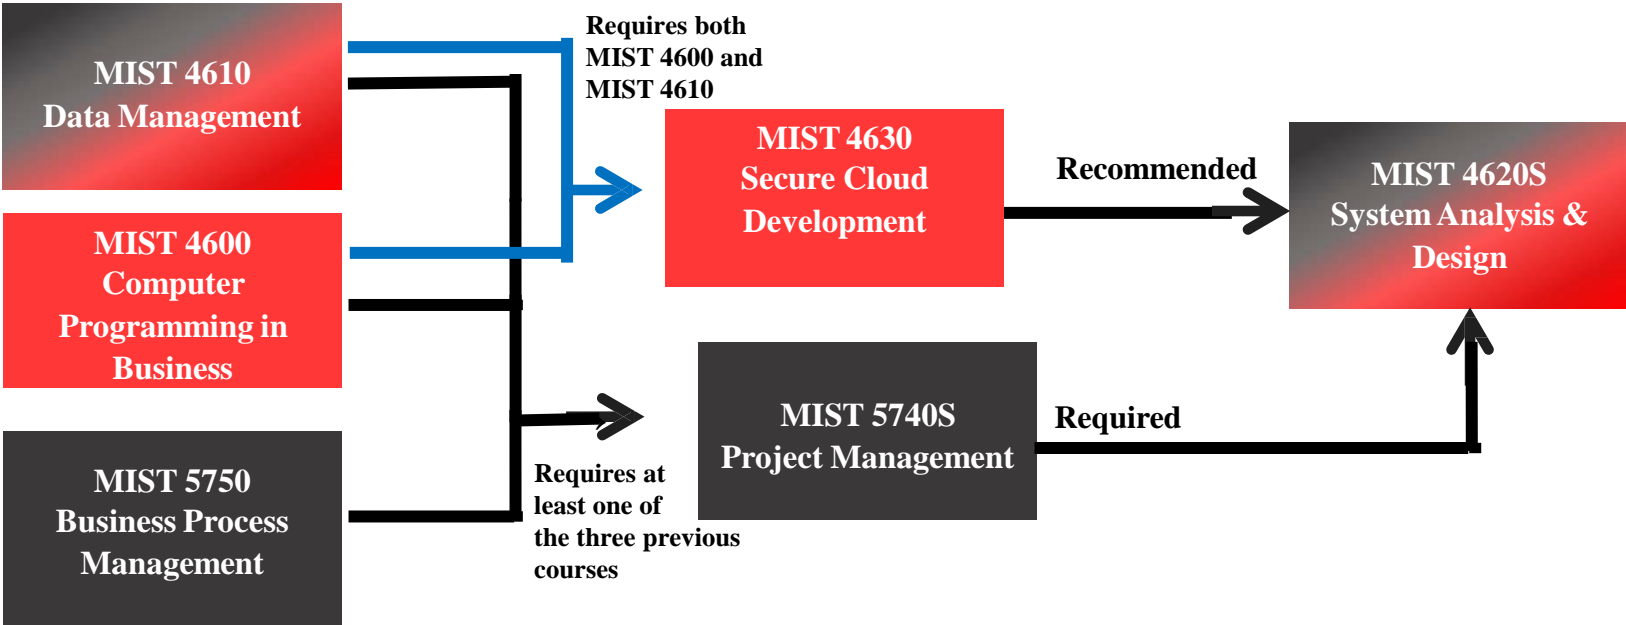 MIST 4610
Data Management
MIST 4600
Computer
Programming in
Business
MIST 5750
Business Process
Management
Requires both
MIST 4600 and
MIST 4610
MIST 4630
Secure Cloud
Development
Recommended
MIST 4620S
System Analysis &
Design
Requires at
least one of
the three previous
courses
MIST 5740S
Project Management
Required